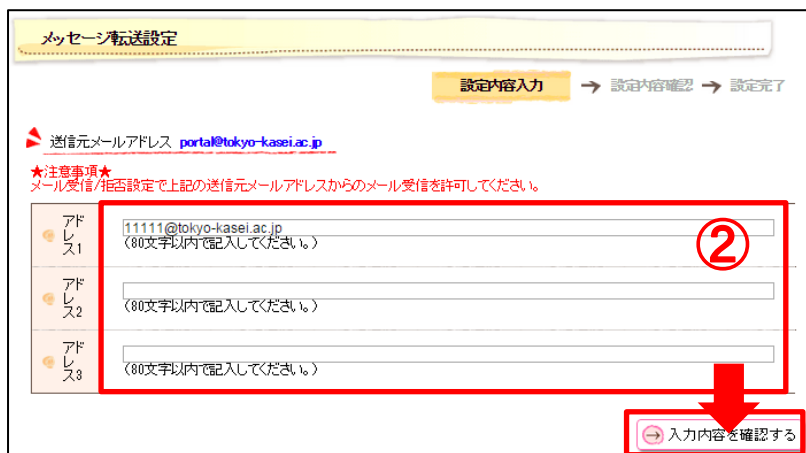 メッセージ転送設定
設定内容入力 → 設定内容確認 → 設定完了
送信元メールアドレス portal@tokyo-kasei.ac.jp
★注意事項★
メール受信/拒否設定で上記の送信元メールアドレスからのメール受信を許可してください。
アドレス1
11111@tokyo-kasei.ac.jp
(80文字以内で記入してください。)
②
アドレス2
(80文字以内で記入してください。)
アドレス3
(80文字以内で記入してください。)
入力内容を確認する